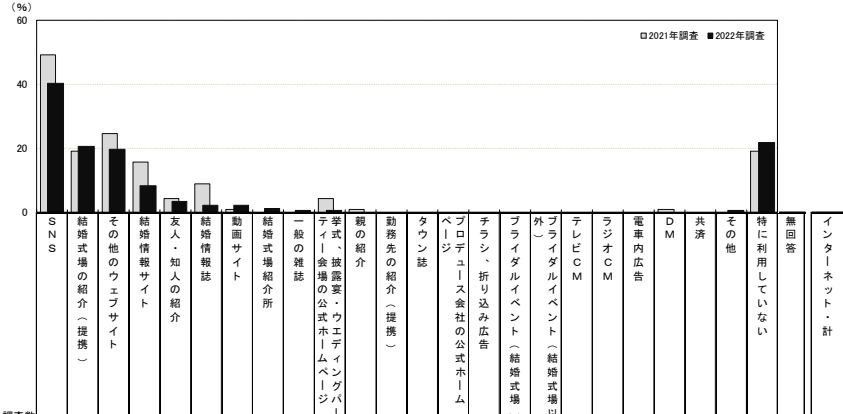 (%)
60
□2021年調査 ■2022年調査
40
20
0
SNS
結婚式場の紹介(提携)
その他のウェブサイト
結婚情報サイト
友人・知人の紹介
結婚情報誌
動画サイト
結婚式場紹介所
一般の雑誌
挙式、披露宴・ウエディングパー
ティー会場の公式ホームページ
親の紹介
勤務先の紹介(提携)
タウン誌
プロデュース会社の公式ホーム
ページ
チラシ、折り込み広告
ブライダルイベント(結婚式場
ブライダルイベント(結婚式場以
外)
テレビCM
ラジオCM
電車内広告
DM
共済
その他
特に利用していない
無回答
インターネット・計